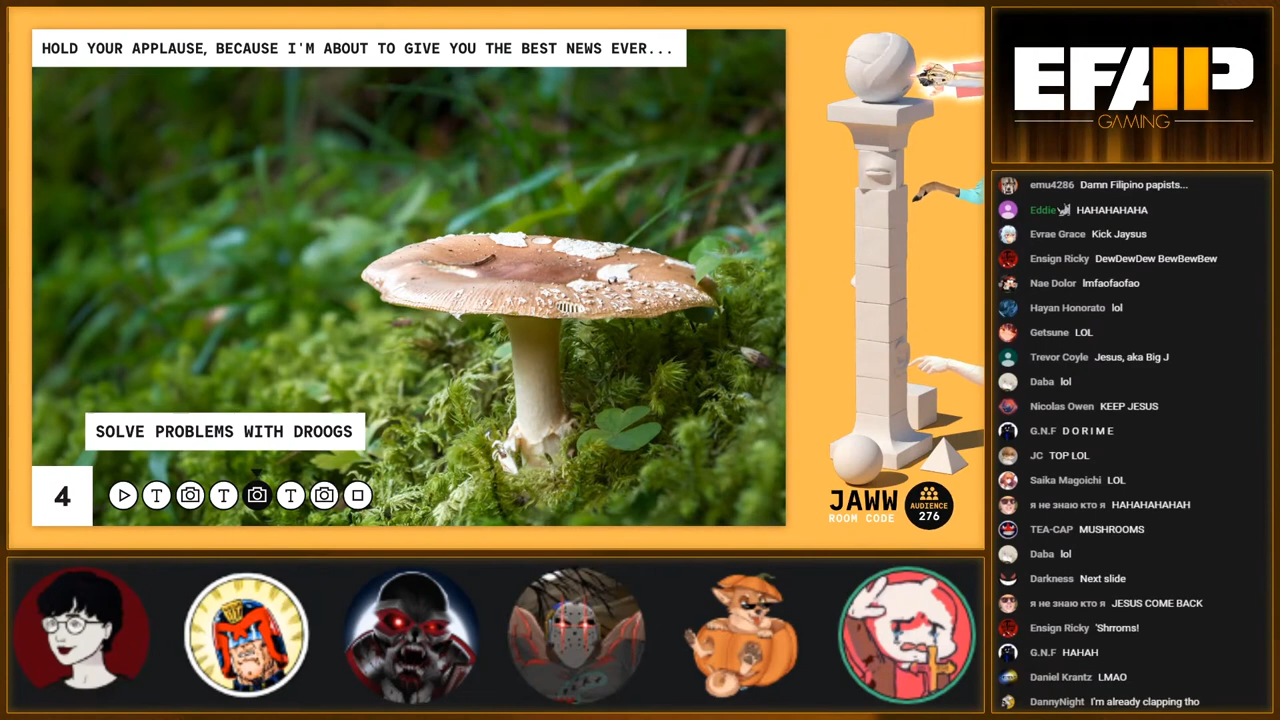 HOLD YOUR APPLAUSE, BECAUSE I'M ABOUT TO GIVE YOU THE BEST NEWS EVER...
SOLVE PROBLEMS WITH DROOGS
4
T
T
T
JAWW
ROOM CODE
AUDIENCE
276
EFAP
GAMING
emu4286 Damn Filipino papists...
Eddie HAHAHAHAHA
Evrae Grace Kick Jaysus
Ensign Ricky DewDewDew BewBewBew
Nae Dolor lmfaofaofao
Hayan Honorato lol
Getsune LOL
Trevor Coyle Jesus, aka Big J
Daba lol
Nicolas Owen KEEP JESUS
G.N.F D O R I M E
JC TOP LOL
Saika Magoichi LOL
я не знаю кто я HAHAHAHAHAH
TEA-CAP MUSHROOMS
Daba lol
Darkness Next slide
я не знаю кто я JESUS COME BACK
Ensign Ricky 'Shrroms!
G.N.F HAHAH
Daniel Krantz LMAO
DannyNight I'm already clapping tho